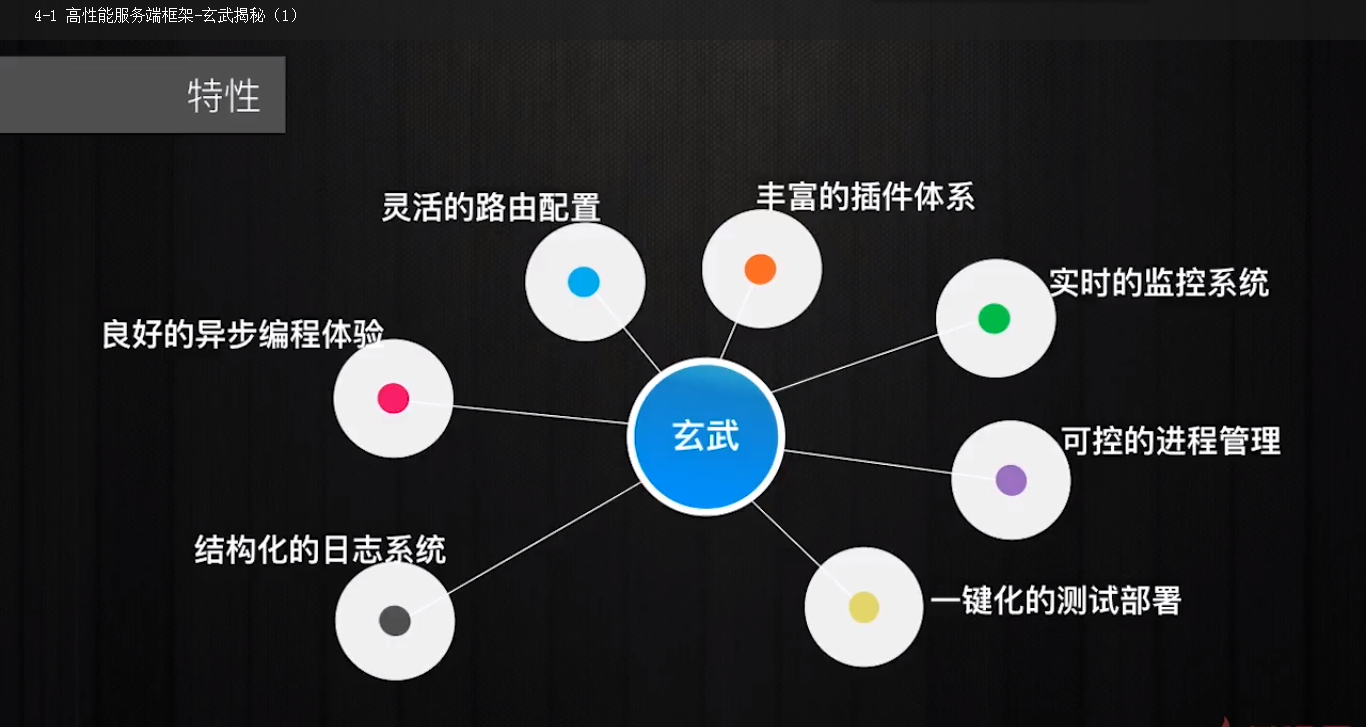 4-1 高性能服务端框架-玄武揭秘（1）
特性
灵活的路由配置
丰富的插件体系
实时的监控系统
良好的异步编程体验
玄武
可控的进程管理
结构化的日志系统
一键化的测试部署